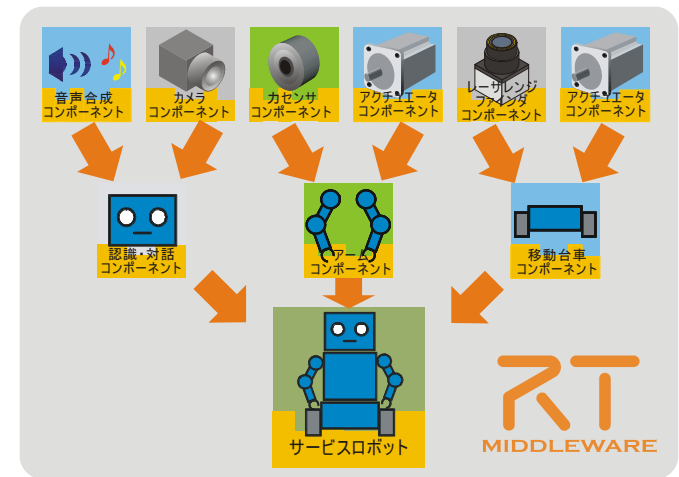 音声合成
コンポーネント
カメラ
コンポーネント
力センサ
コンポーネント
アクチュエータ
コンポーネント
レーザレンジ
ファインダ
コンポーネント
アクチュエータ
コンポーネント
認識・対話
コンポーネント
アーム
コンポーネント
移動台車
コンポーネント
サービスロボット
RT
MIDDLEWARE